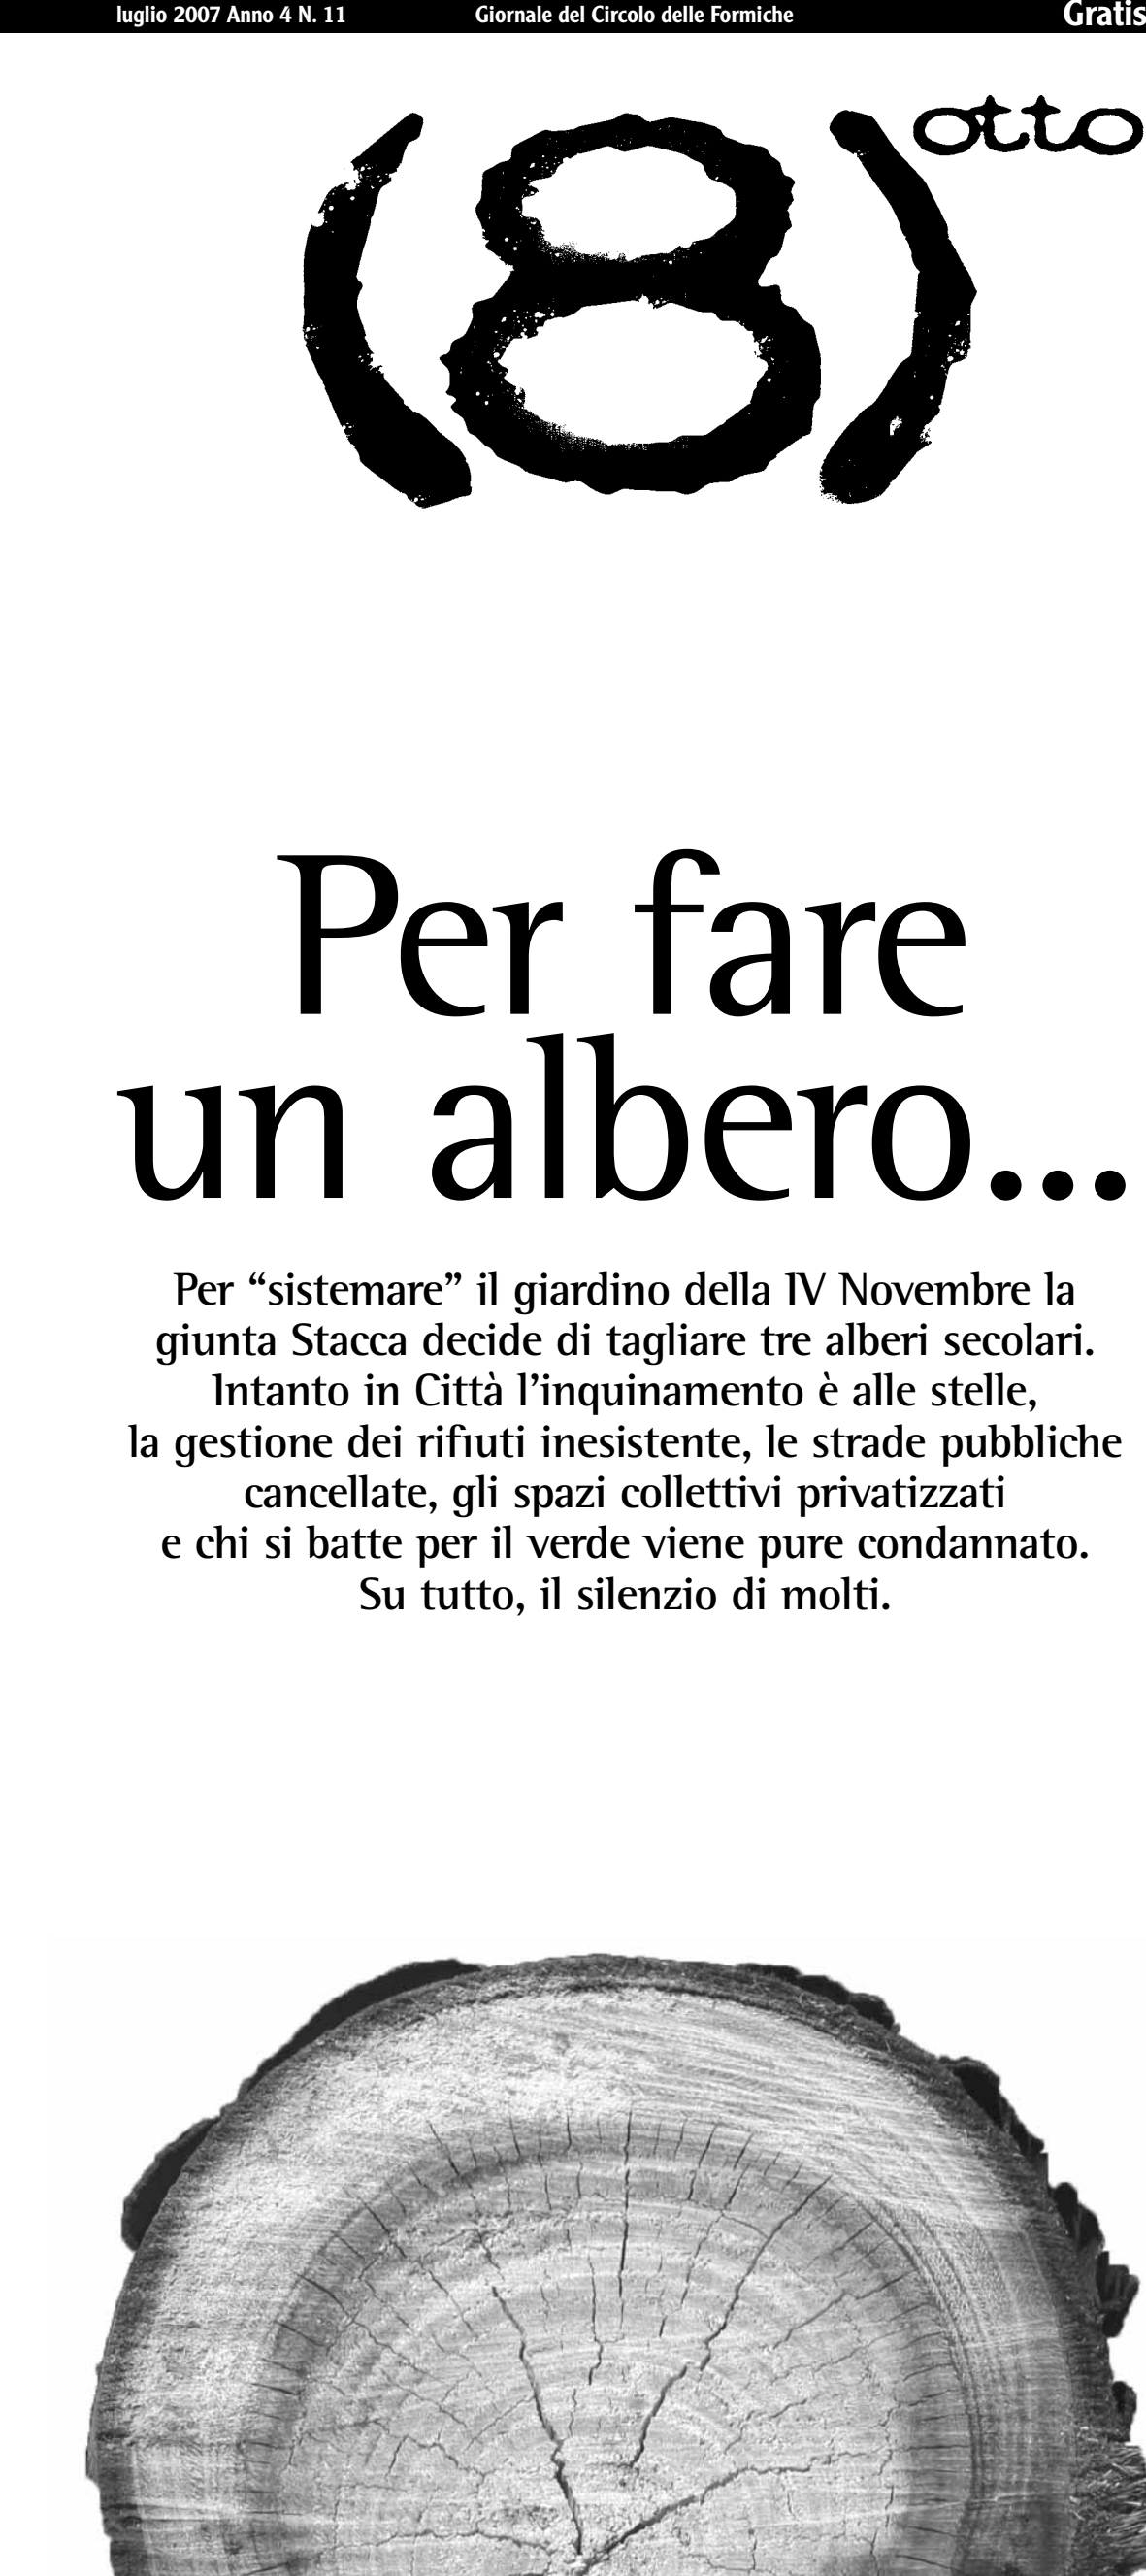 luglio 2007 Anno 4 N. 11 Giornale del Circolo delle Formiche Gratis
(8) otto
Per fare
un albero...
Per “sistemare” il giardino della IV Novembre la
giunta Stacca decide di tagliare tre alberi secolari.
Intanto in Città l’inquinamento è alle stelle,
la gestione dei rifiuti inesistente, le strade pubbliche
cancellate, gli spazi collettivi privatizzati
e chi si batte per il verde viene pure condannato.
Su tutto, il silenzio di molti.